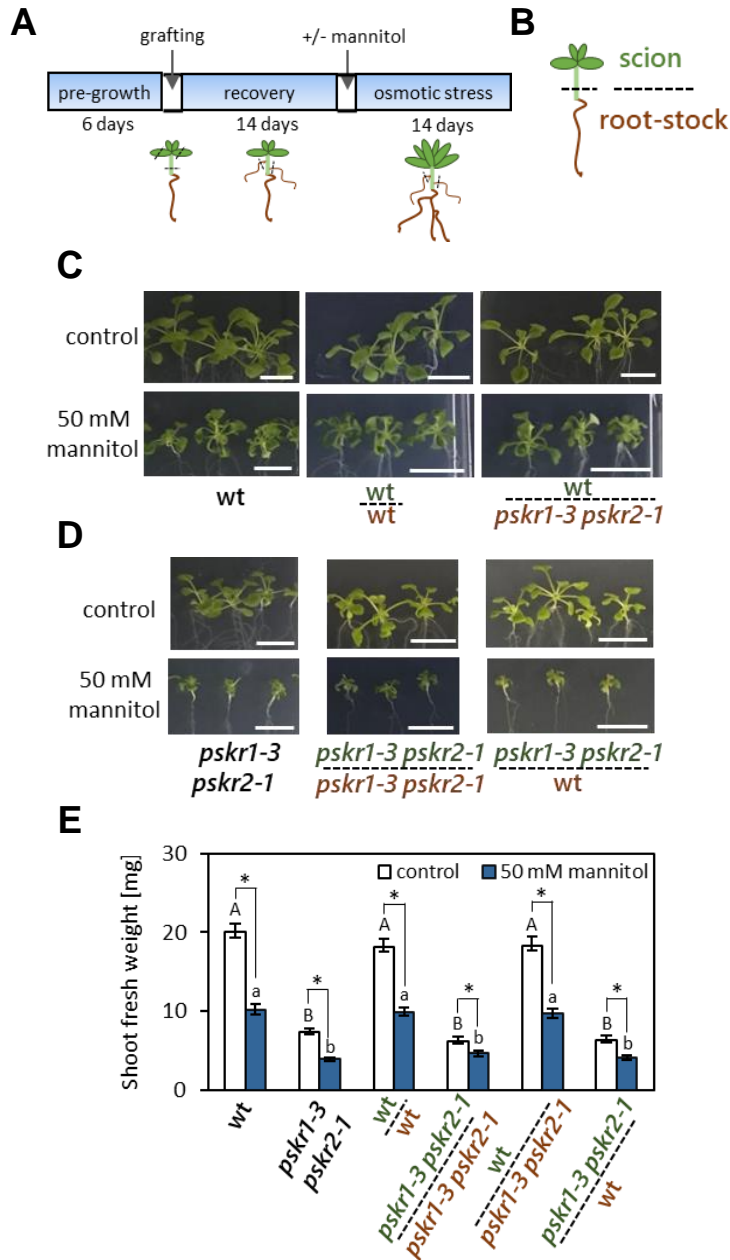 A
grafting
+/- mannitol
pre-growth
recovery
osmotic stress
6 days
14 days
14 days
B
scion
root-stock
C
control
50 mM
mannitol
wt
wt
wt
wt
pskr1-3 pskr2-1
D
control
50 mM
mannitol
pskr1-3
pskr2-1
pskr1-3 pskr2-1
pskr1-3 pskr2-1
pskr1-3 pskr2-1
wt
E
Shoot fresh weight [mg]
30
20
10
0
control
50 mM mannitol
A
*
a
B
*
b
A
*
a
B
*
b
A
*
a
B
*
b
wt
pskr1-3
pskr2-1
wt
wt
pskr1-3 pskr2-1
pskr1-3 pskr2-1
wt
pskr1-3 pskr2-1
pskr1-3 pskr2-1
wt